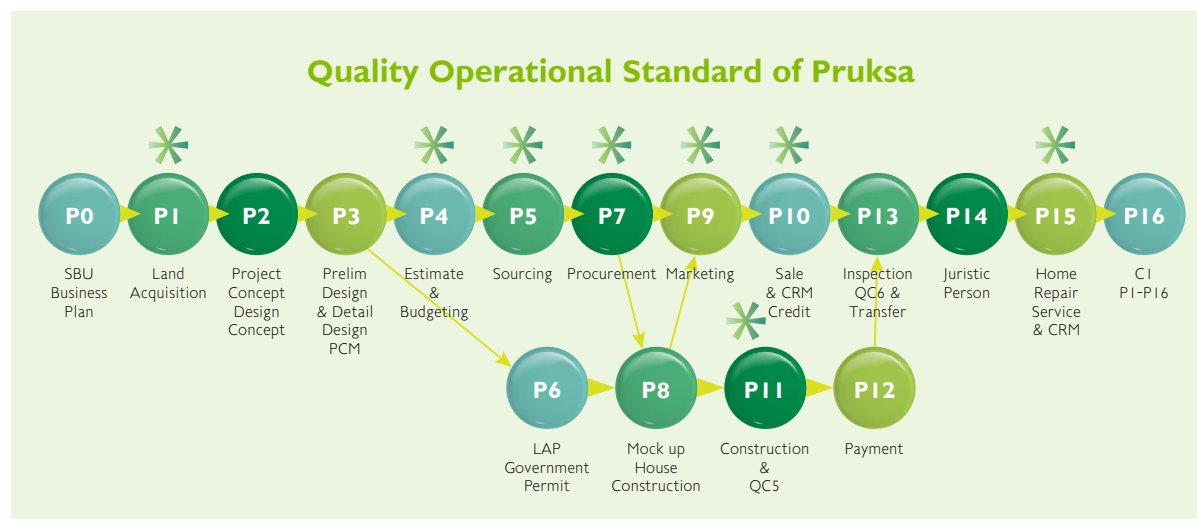 Quality Operational Standard of Pruksa
P0
P1
P2
P3
P4
P5
P7
P9
P10
P13
P14
P15
P16
SBU
Business
Plan
Land
Acquisition
Project
Concept
Design
Concept
Prelim
Design
& Detail
Design
PCM
Estimate
&
Budgeting
Sourcing
Procurement
Marketing
Sale
& CRM
Credit
Inspection
QC6 &
Transfer
Juristic
Person
Home
Repair
Service
& CRM
CI
P1-P16
P6
P8
P11
P12
LAP
Government
Permit
Mock up
House
Construction
Construction
&
QC5
Payment